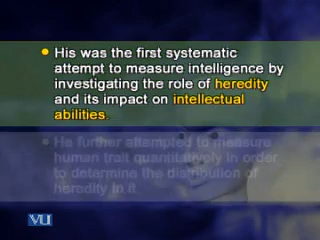 • His was the first systematic
attempt to measure intelligence by
investigating the role of heredity
and its impact on intellectual
abilities.
• He further attempted to measure
human trait quantitatively in order
to determine the distribution of
heredity in it
VU